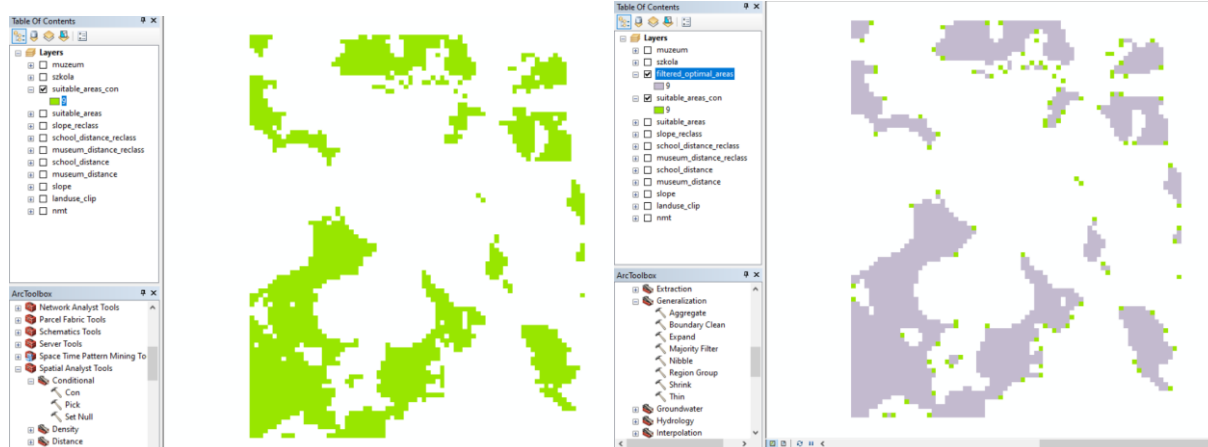 Table Of Contents
Layers
muzeum
szkola
suitable_areas_con
9
suitable_areas
slope_reclass
school_distance_reclass
museum_distance_reclass
school_distance
museum_distance
slope
landuse_clip
nmt
ArcToolbox
Network Analyst Tools
Parcel Fabric Tools
Schematics Tools
Server Tools
Space Time Pattern Mining To
Spatial Analyst Tools
Conditional
Con
Pick
Set Null
Density
Distance
Table Of Contents
Layers
muzeum
szkola
filtered_optimal_areas
9
suitable_areas_con
9
suitable_areas
slope_reclass
school_distance_reclass
museum_distance_reclass
school_distance
museum_distance
slope
landuse_clip
nmt
ArcToolbox
Extraction
Generalization
Aggregate
Boundary Clean
Expand
Majority Filter
Nibble
Region Group
Shrink
Thin
Groundwater
Hydrology
Interpolation